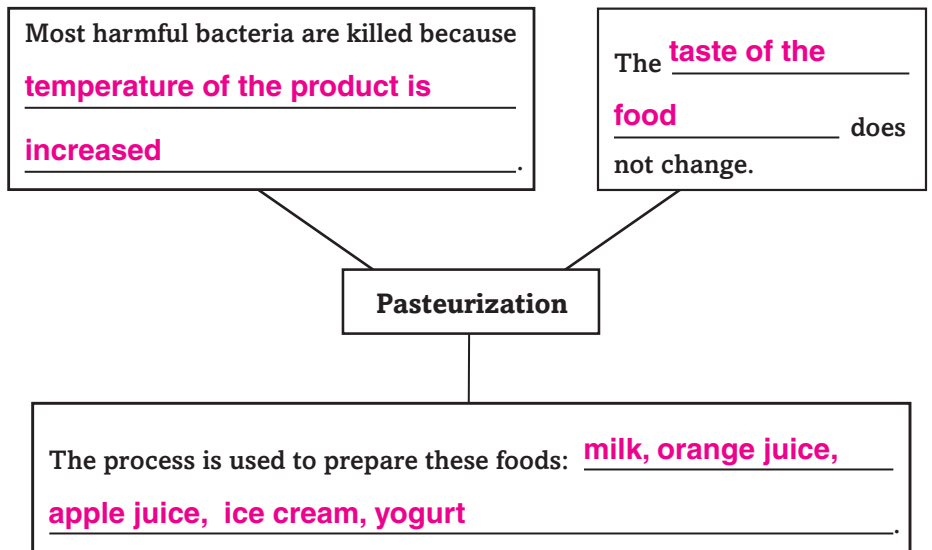 Most harmful bacteria are killed because
temperature of the product is
increased.
The taste of the
food does
not change.
Pasteurization
The process is used to prepare these foods: milk, orange juice,
apple juice, ice cream, yogurt.